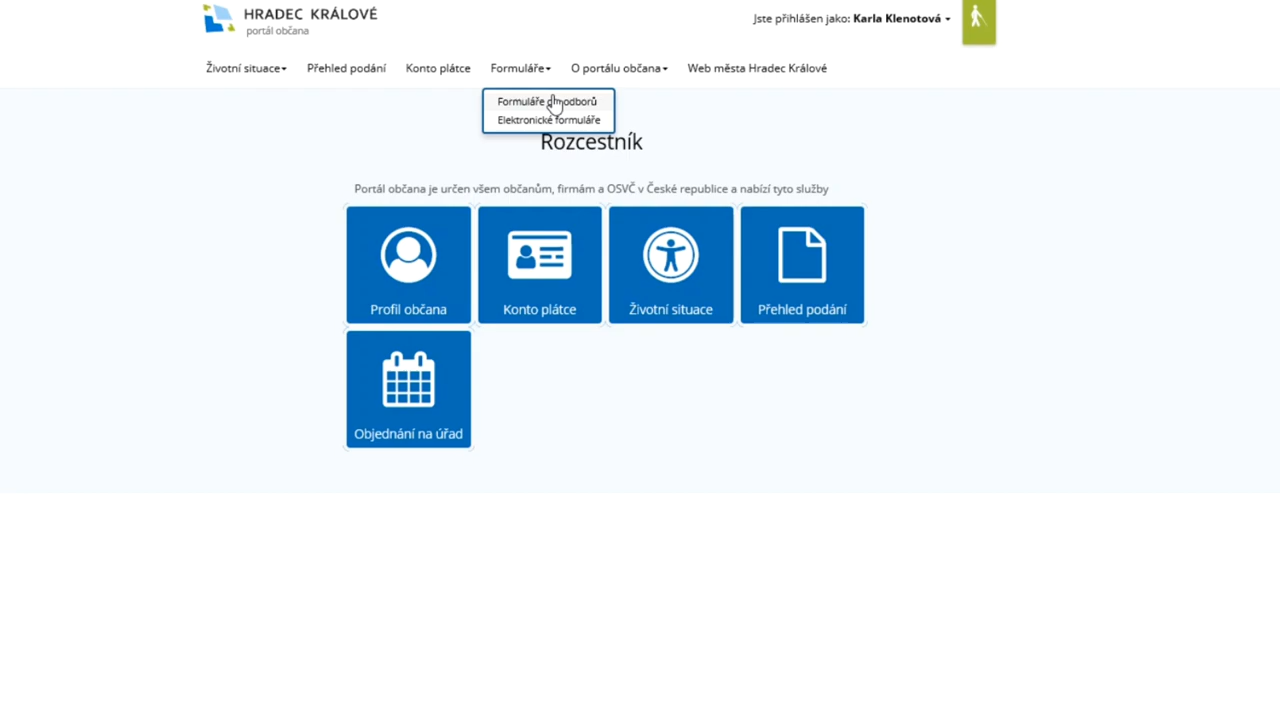 HRADEC KRÁLOVÉ
portál občana
Jste přihlášen jako: Karla Klenotová
Životní situace
Přehled podání
Konto plátce
Formuláře
O portálu občana
Web města Hradec Králové
Formuláře odborů
Elektronické formuláře
Rozcestník
Portál občana je určen všem občanům, firmám a OSVČ v České republice a nabízí tyto služby
Profil občana
Konto plátce
Životní situace
Přehled podání
Objednání na úřad